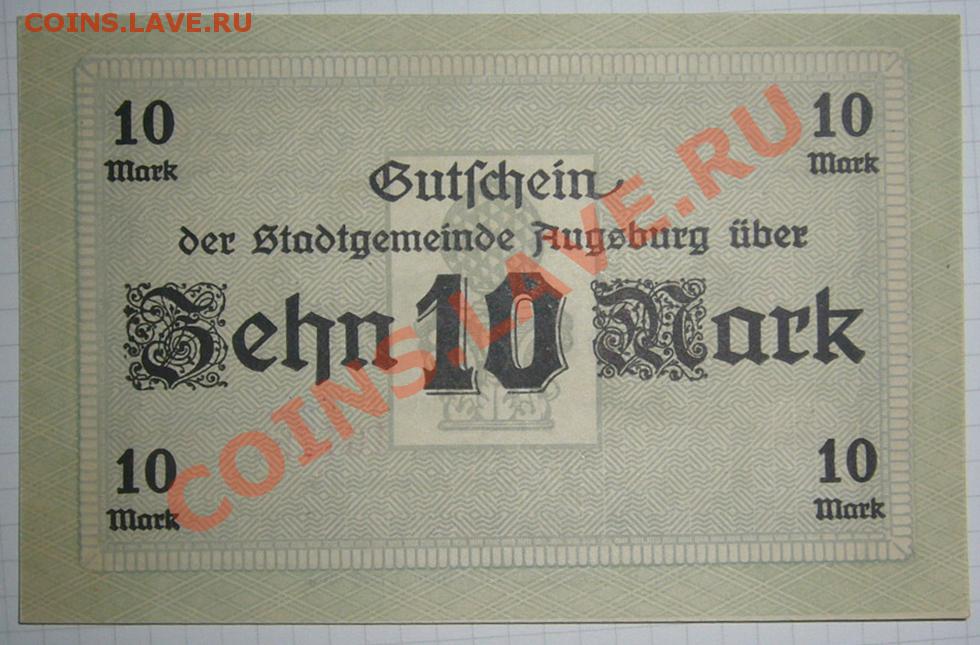 COINS.LAVE.RU
10
Mark
10
Mark
Gutschein
der Stadtgemeinde Augsburg über
Zehn 10 Mark
10
Mark
10
Mark
COINS.LAVE.RU